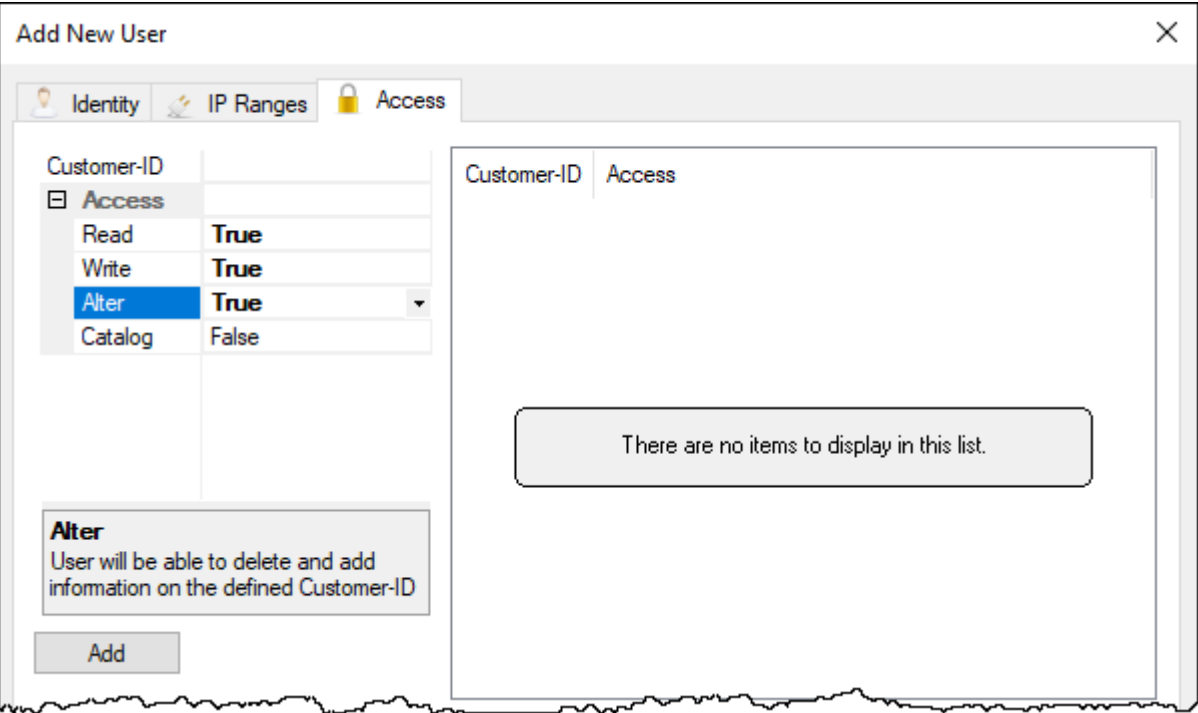 Add New User
Identity IP Ranges Access
Customer-ID
Access
Read True
Write True
Alter True
Catalog False
Alter
User will be able to delete and add
information on the defined Customer-ID
Add
Customer-ID Access
There are no items to display in this list.